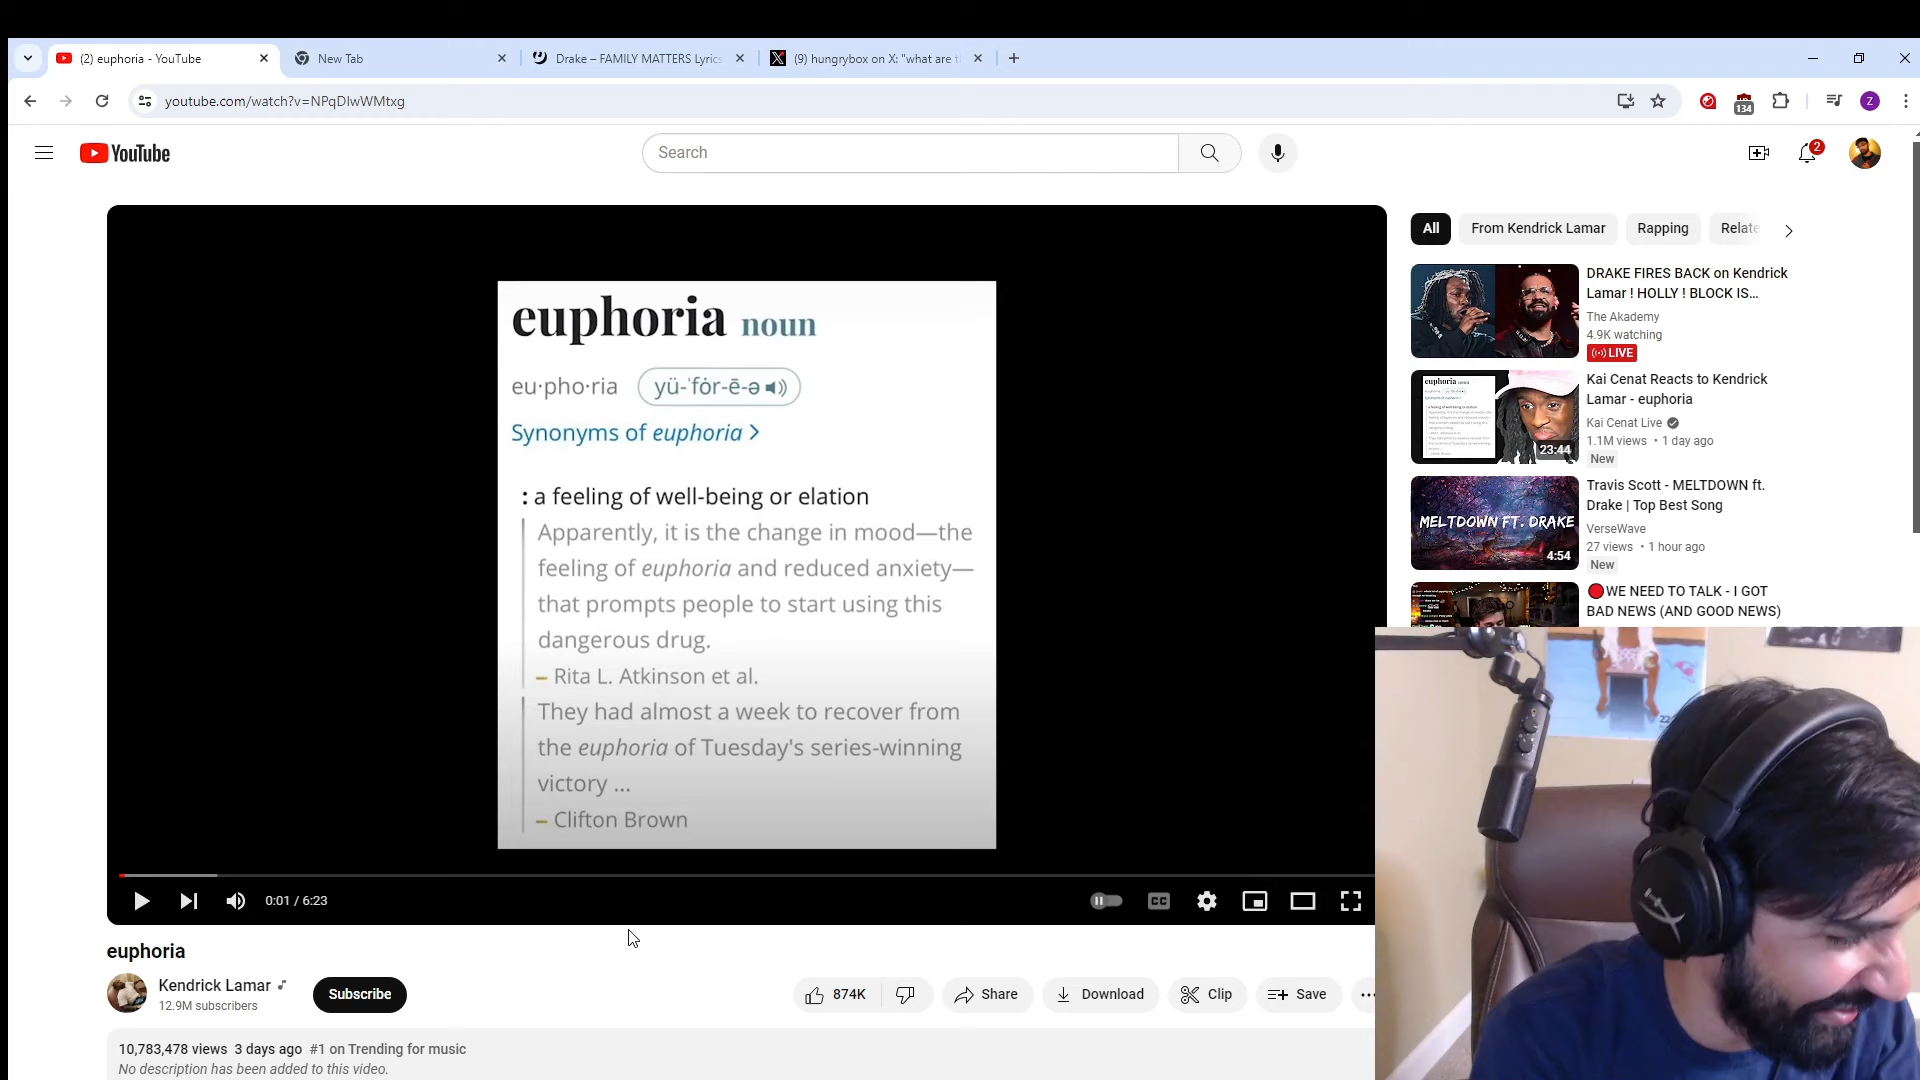 (2) euphoria - YouTube
New Tab
Drake – FAMILY MATTERS Lyrics
(9) hungrybox on X: "what are
youtube.com/watch?v=NPqDIwWMtxg
134
Z
YouTube
Search
2
euphoria noun
eu·pho·ria yü-ˈfȯr-ē-ə
Synonyms of euphoria
: a feeling of well-being or elation
Apparently, it is the change in mood—the
feeling of euphoria and reduced anxiety—
that prompts people to start using this
dangerous drug.
– Rita L. Atkinson et al.
They had almost a week to recover from
the euphoria of Tuesday's series-winning
victory ...
– Clifton Brown
0:01 / 6:23
CC
euphoria
Kendrick Lamar
12.9M subscribers
Subscribe
874K
Share
Download
Clip
Save
10,783,478 views 3 days ago #1 on Trending for music
No description has been added to this video.
All
From Kendrick Lamar
Rapping
Relate
DRAKE FIRES BACK on Kendrick
Lamar ! HOLLY ! BLOCK IS...
The Akademy
4.9K watching
LIVE
23:44
Kai Cenat Reacts to Kendrick
Lamar - euphoria
Kai Cenat Live
1.1M views • 1 day ago
New
MELTDOWN FT. DRAKE
4:54
Travis Scott - MELTDOWN ft.
Drake | Top Best Song
VerseWave
27 views • 1 hour ago
New
WE NEED TO TALK - I GOT
BAD NEWS (AND GOOD NEWS)